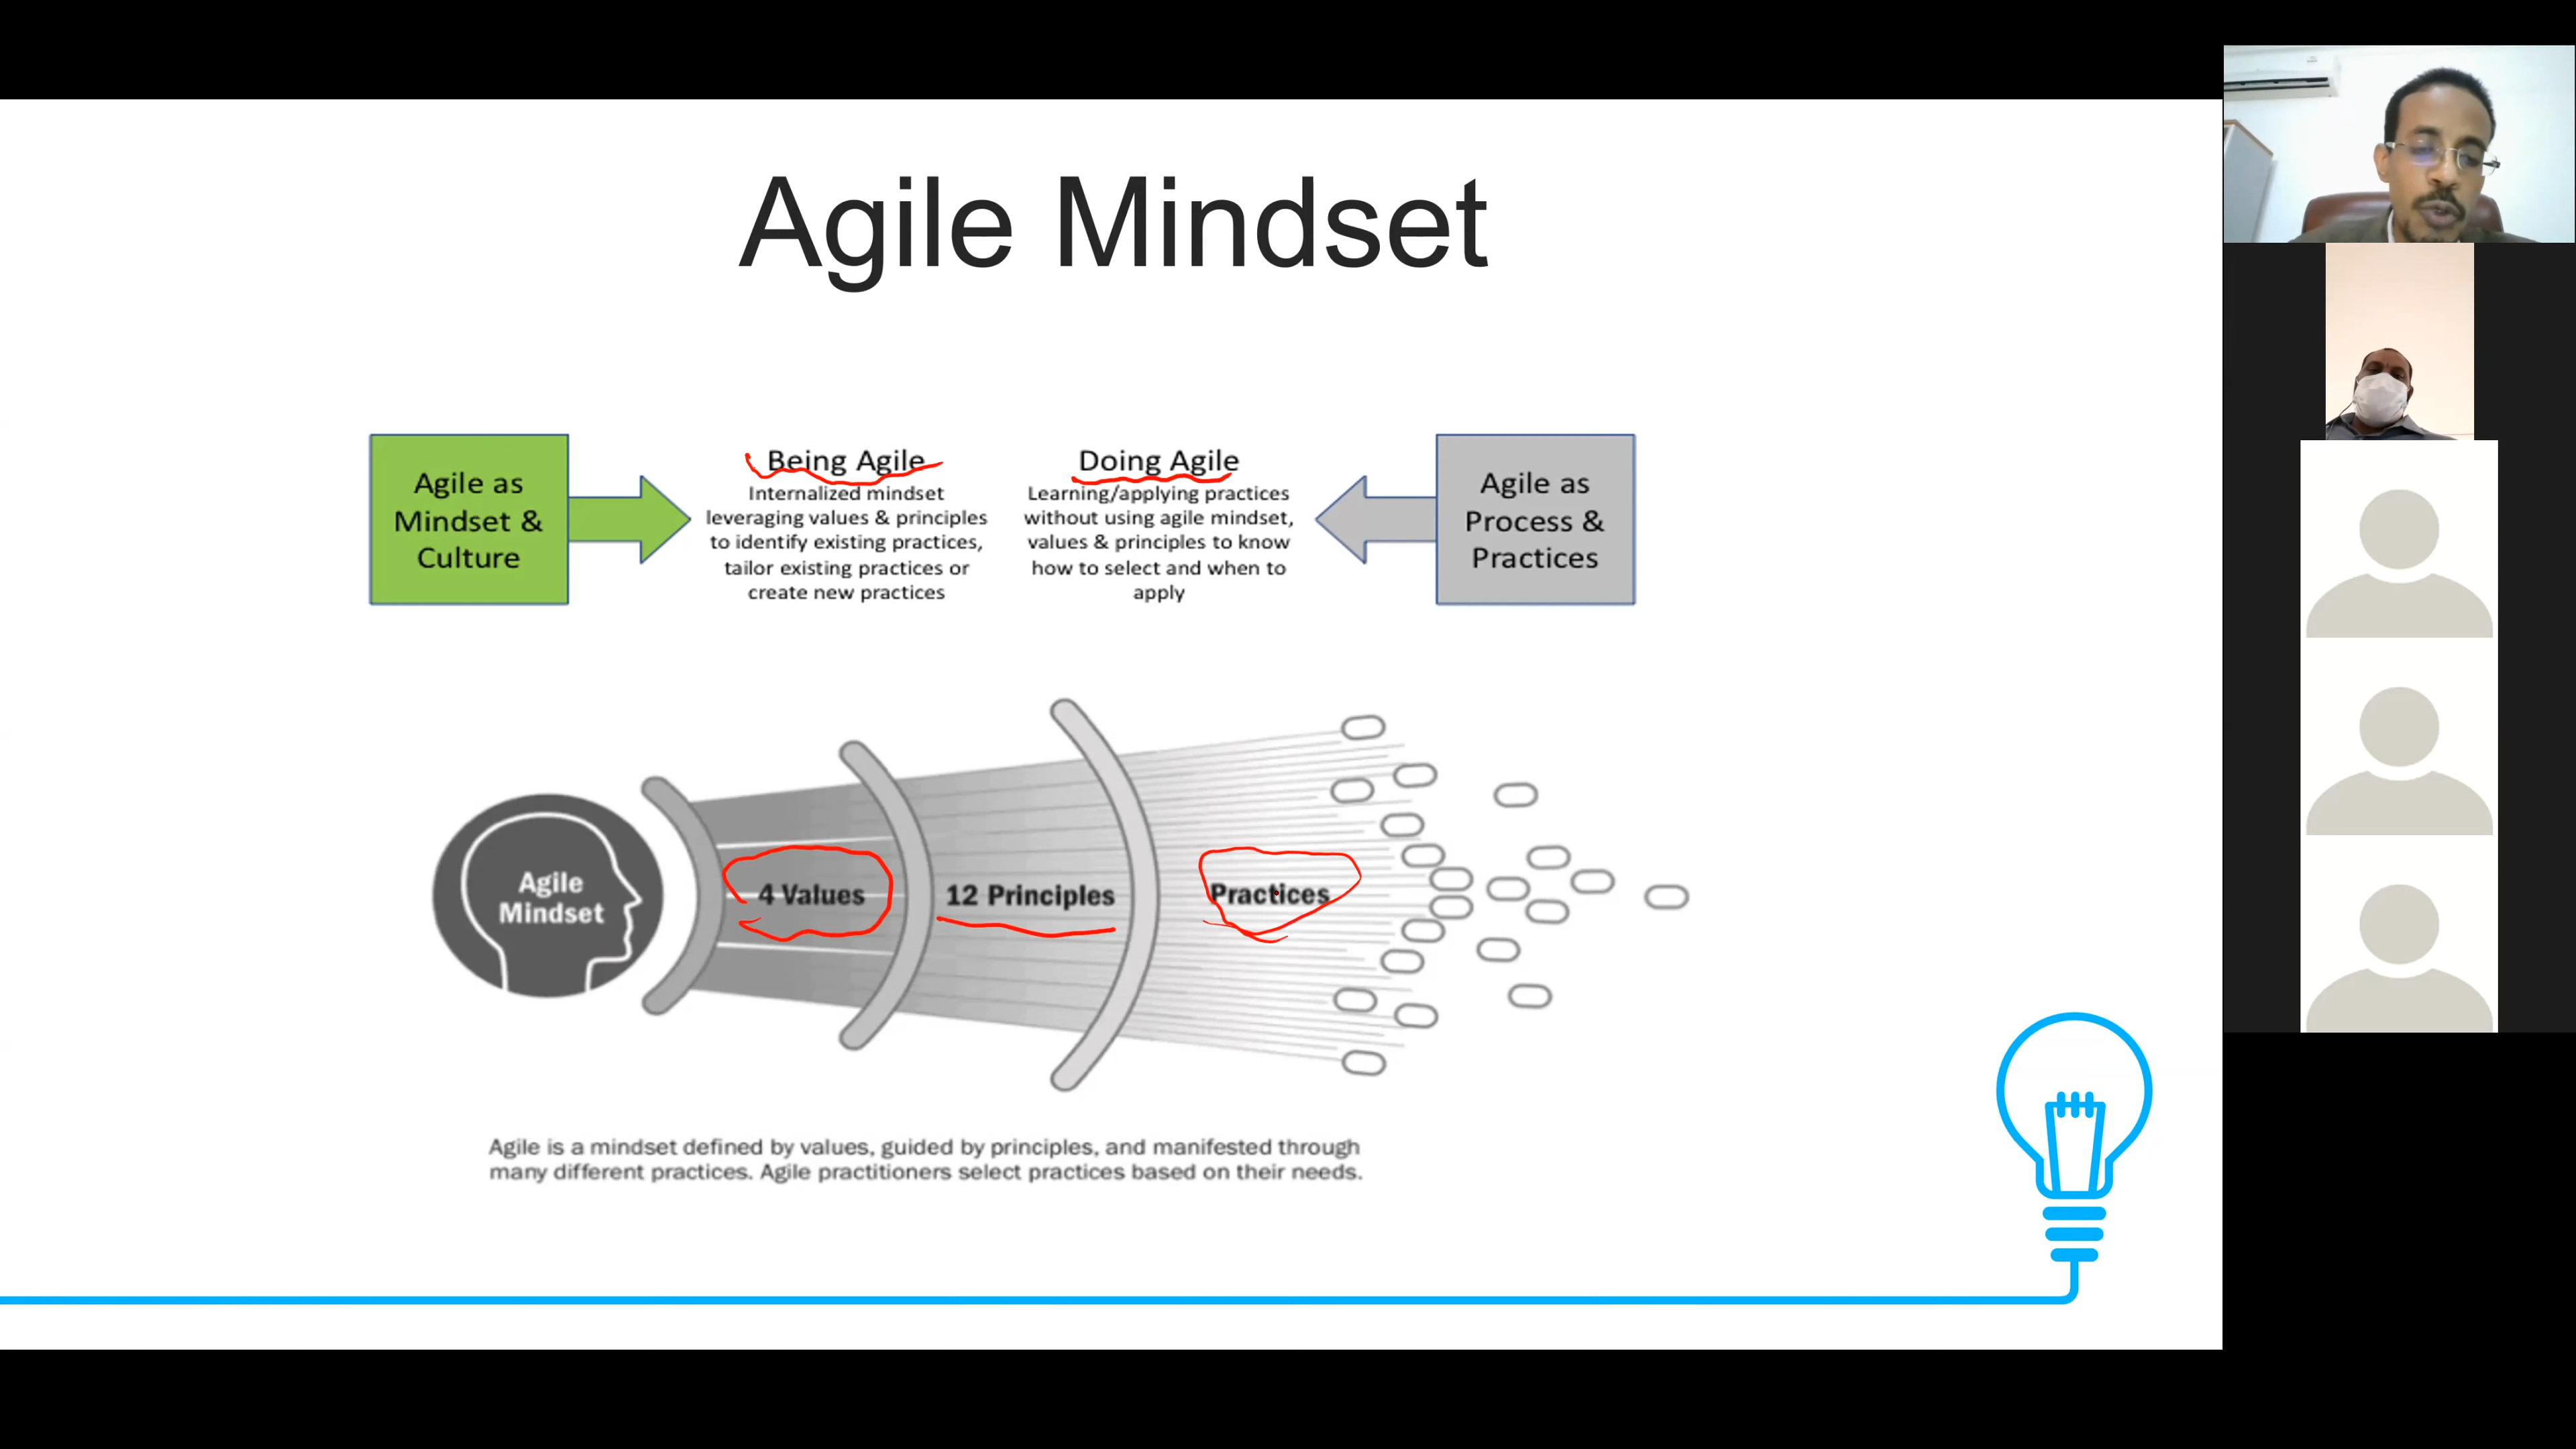 Agile Mindset
Agile as
Mindset &
Culture
Being Agile
Internalized mindset
leveraging values & principles
to identify existing practices,
tailor existing practices or
create new practices
Doing Agile
Learning/applying practices
without using agile mindset,
values & principles to know
how to select and when to
apply
Agile as
Process &
Practices
Agile
Mindset
4 Values
12 Principles
Practices
Agile is a mindset defined by values, guided by principles, and manifested through
many different practices. Agile practitioners select practices based on their needs.